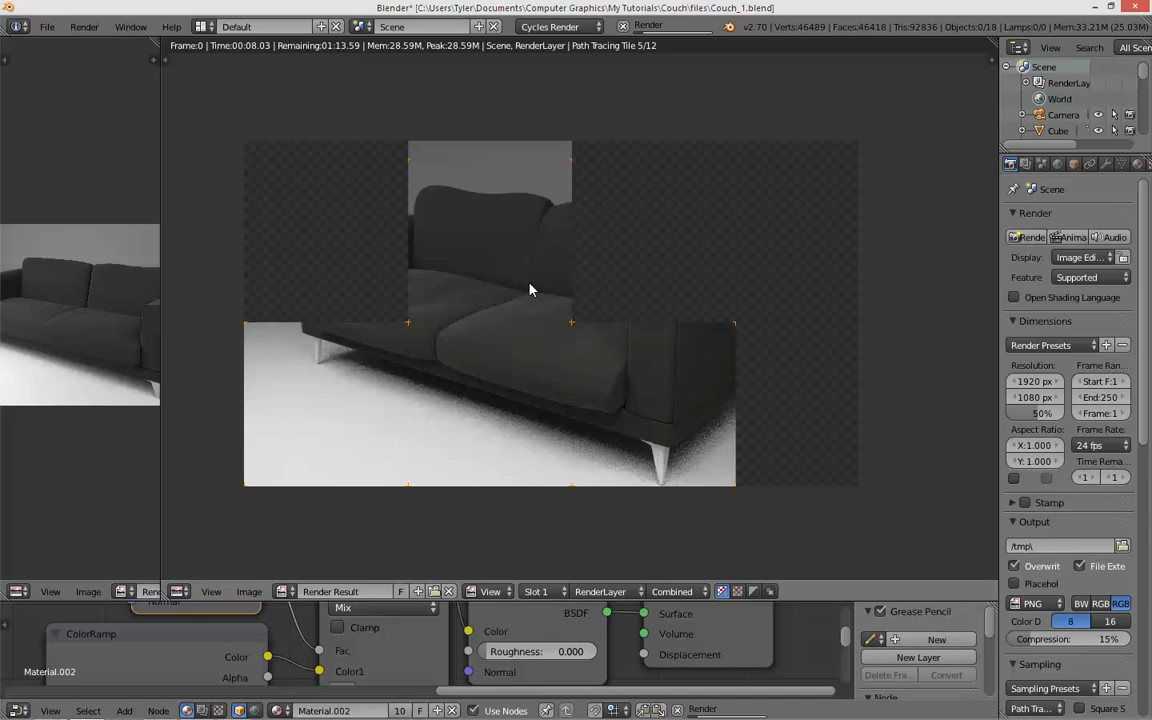 Blender* [C:\Users\Tyler\Documents\Computer Graphics\My Tutorials\Couch\files\Couch_1.blend]
File Render Window Help Default Scene Cycles Render Render v2.70 | Verts:46489 | Faces:46418 | Tris:92836 | Objects:0/18 | Lamps:0/0 | Mem:33.21M (25.03M)
Frame:0 | Time:00:08.03 | Remaining:01:13.59 | Mem:28.59M, Peak:28.59M | Scene, RenderLayer | Path Tracing Tile 5/12
View Search All Scen
Scene
RenderLay
World
Camera
Cube
Scene
Render
Rende Anima Audio
Display: Image Edi...
Feature Supported
Open Shading Language
Dimensions
Render Presets
Resolution: Frame Ran...
1920 px Start F:1
1080 px End:250
50% Frame:1
Aspect Ratio: Frame Rate:
X:1.000 24 fps
Y: 1.000 Time Rema...
1 1
Stamp
Output
/tmp\
Overwrit File Exte
Placehol
PNG BW RGB RGB
Color D 8 16
Compression: 15%
Sampling
Sampling Presets
Path Tra... Square S
View Image Ren View Image Render Result F View Slot 1 RenderLayer Combined
Normal
ColorRamp
Color
Alpha
Mix
Clamp
Fac
Color1
BSDF
Color
Roughness: 0.000
Normal
Surface
Volume
Displacement
Grease Pencil
New
New Layer
Delete Fra... Convert
Node
Material.002
View Select Add Node Material.002 10 F Use Nodes Render